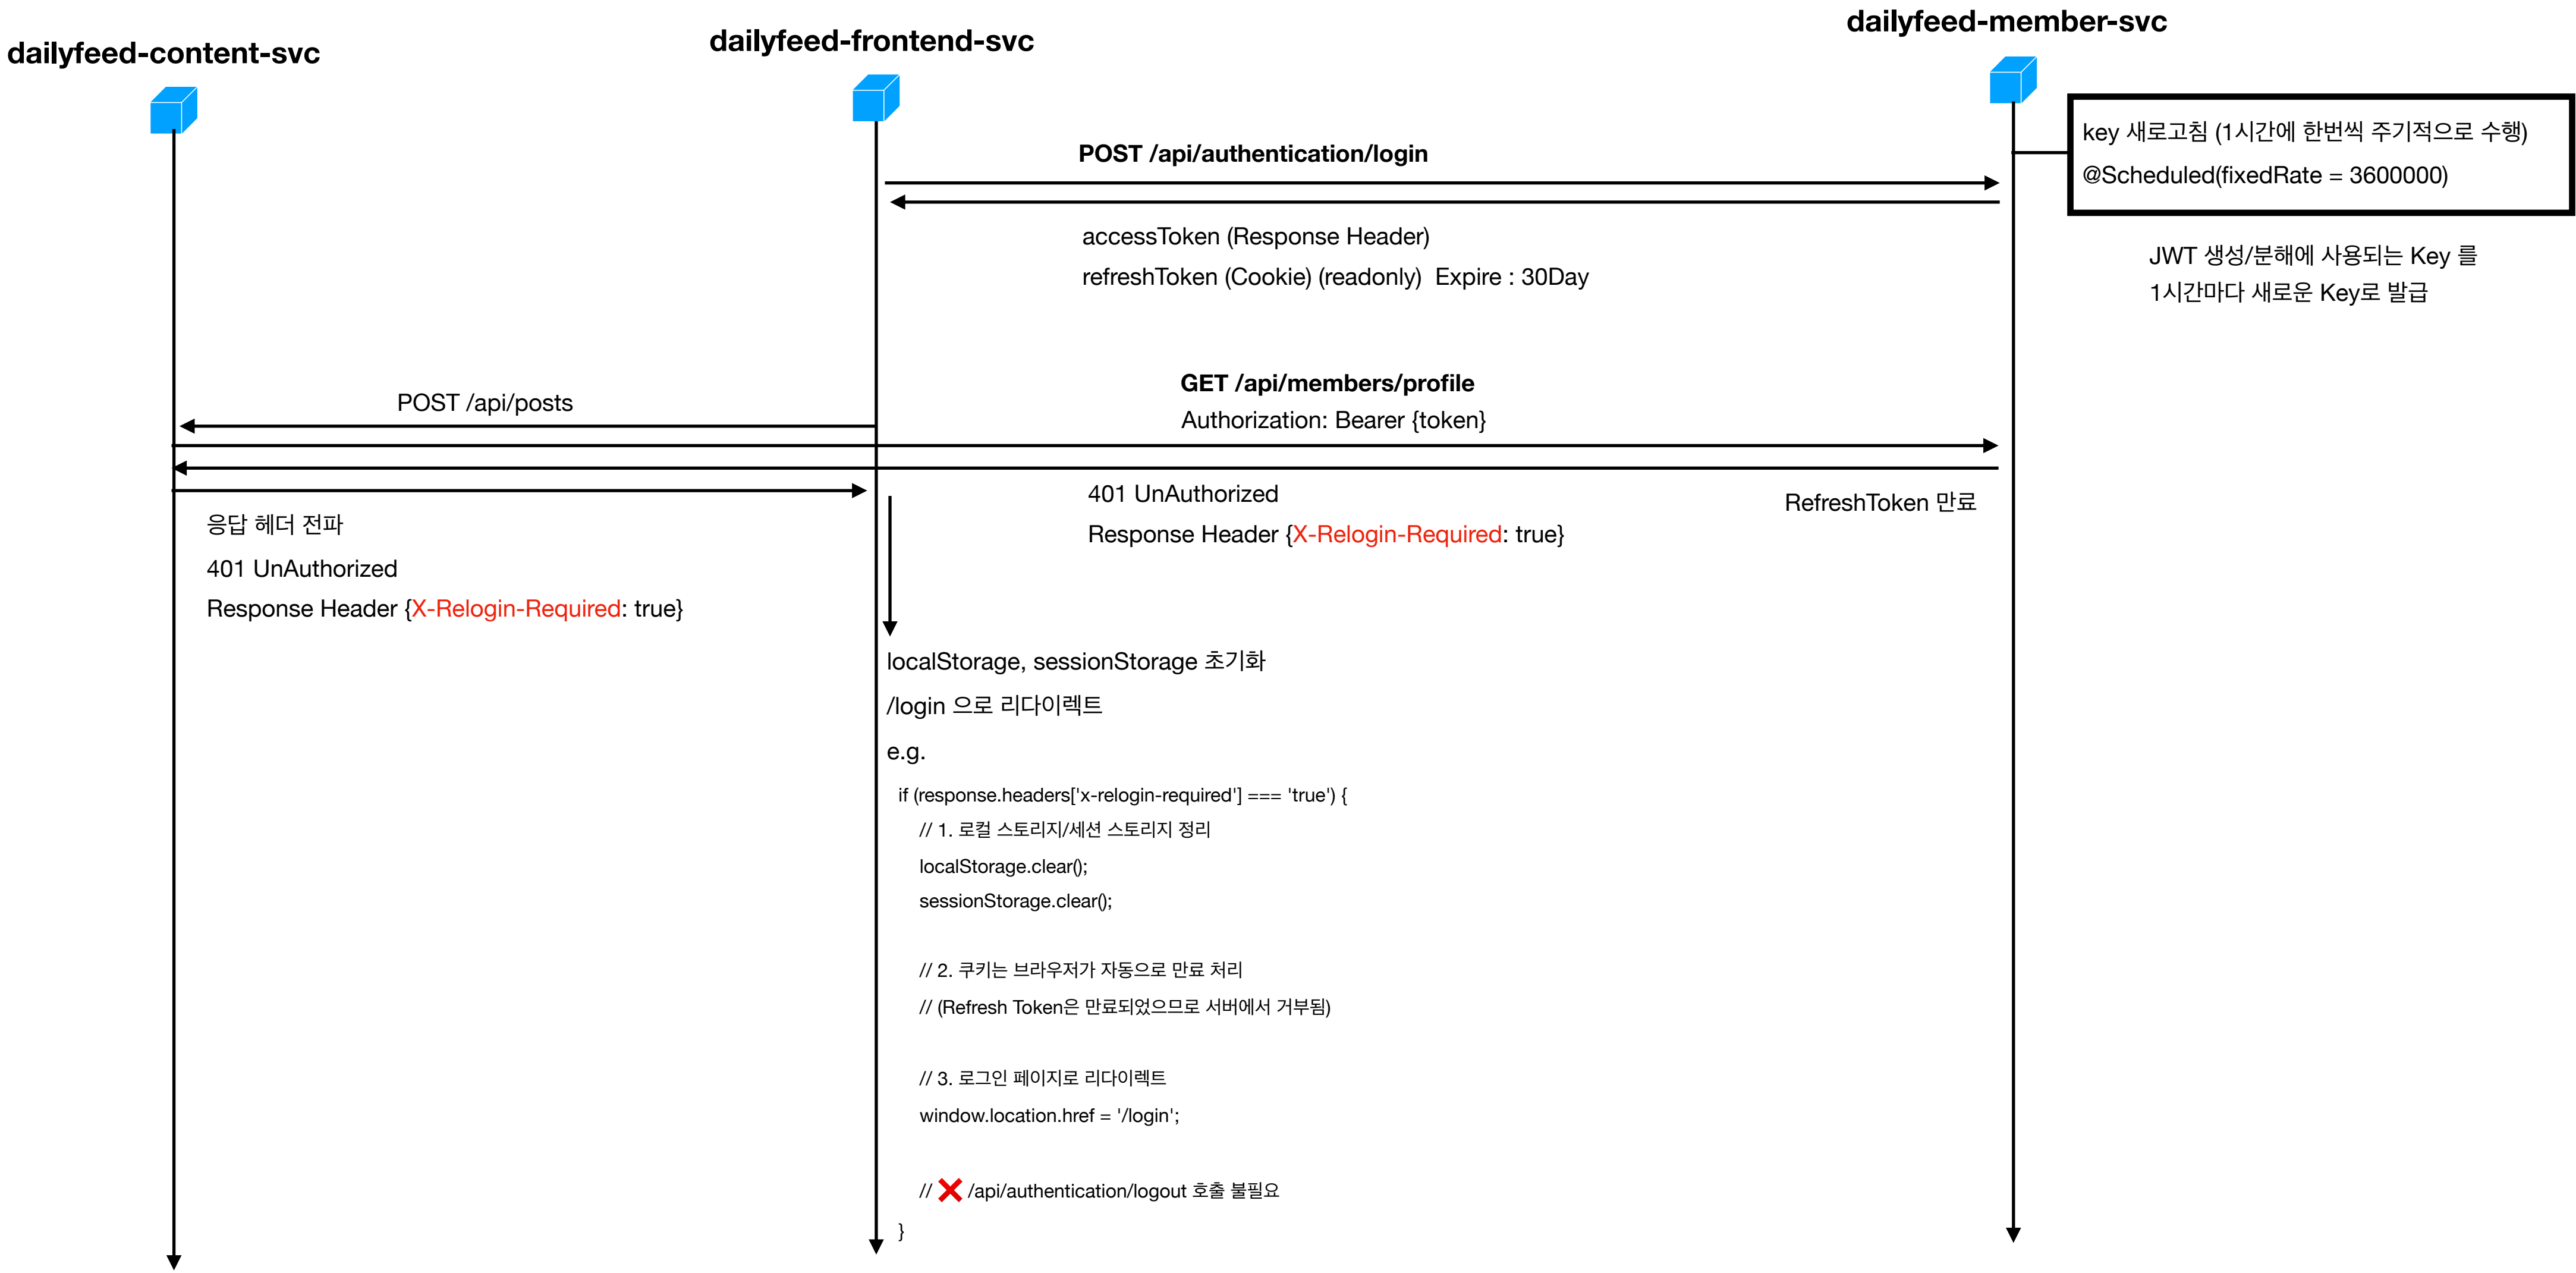 dailyfeed-content-svc
dailyfeed-frontend-svc
dailyfeed-member-svc
key 새로고침 (1시간에 한번씩 주기적으로 수행)
@Scheduled(fixedRate = 3600000)
JWT 생성/분해에 사용되는 Key 를
1시간마다 새로운 Key로 발급
POST /api/authentication/login
accessToken (Response Header)
refreshToken (Cookie) (readonly)  Expire : 30Day
POST /api/posts
GET /api/members/profile
Authorization: Bearer {token}
401 UnAuthorized
Response Header {X-Relogin-Required: true}
RefreshToken 만료
응답 헤더 전파
401 UnAuthorized
Response Header {X-Relogin-Required: true}
localStorage, sessionStorage 초기화
/login 으로 리다이렉트
e.g.
if (response.headers['x-relogin-required'] === 'true') {
// 1. 로컬 스토리지/세션 스토리지 정리
localStorage.clear();
sessionStorage.clear();
// 2. 쿠키는 브라우저가 자동으로 만료 처리
// (Refresh Token은 만료되었으므로 서버에서 거부됨)
// 3. 로그인 페이지로 리다이렉트
window.location.href = '/login';
// ❌ /api/authentication/logout 호출 불필요
}